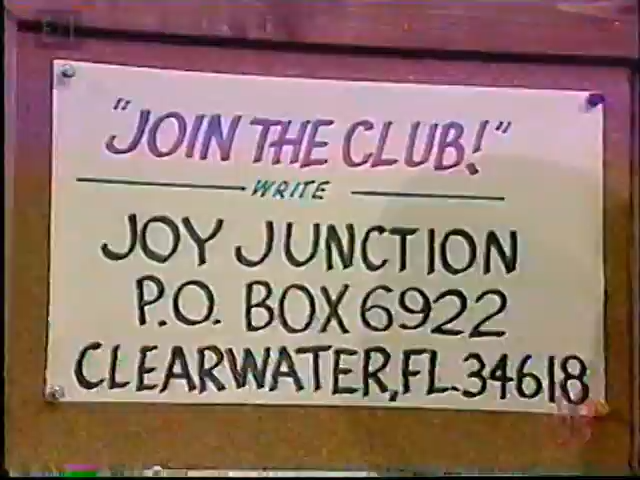 "JOIN THE CLUB!"
WRITE
JOY JUNCTION
P.O. BOX 6922
CLEARWATER, FL. 34618